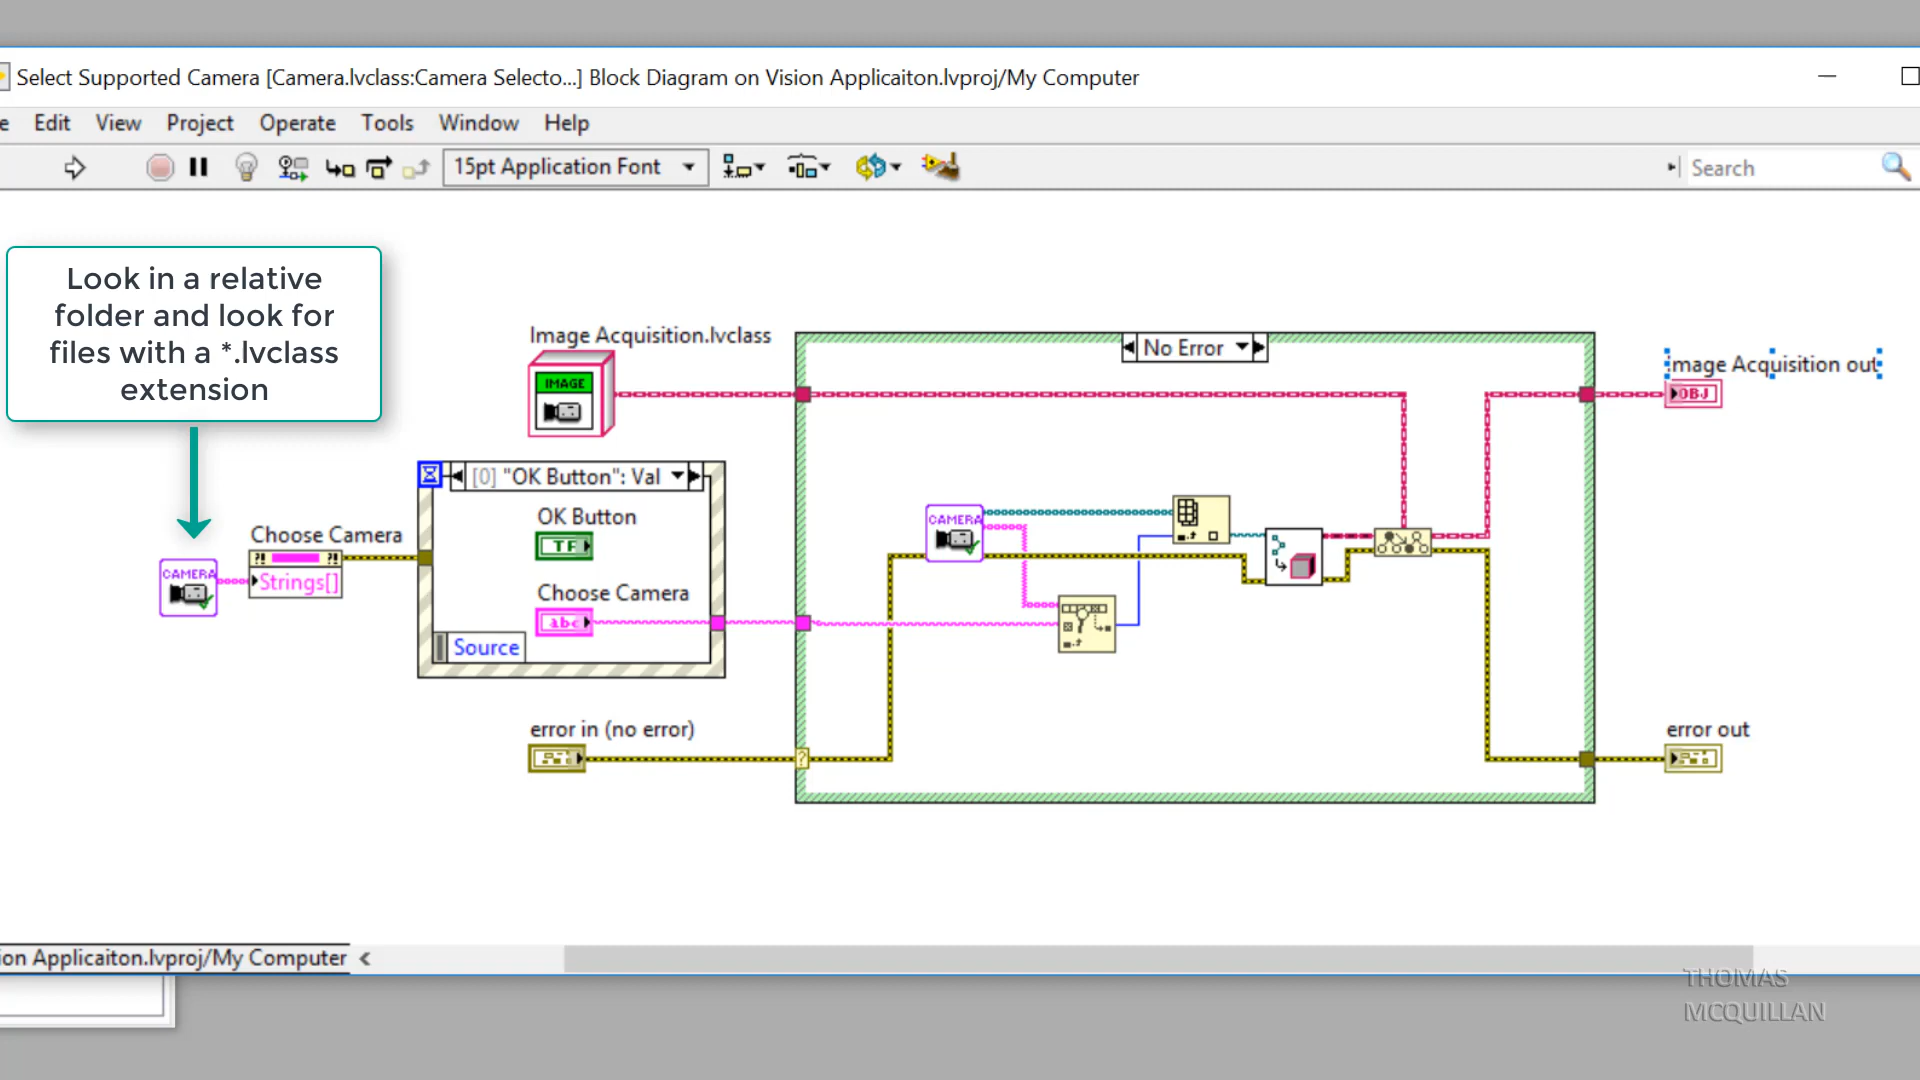 Select Supported Camera [Camera.lvclass:Camera Selecto...] Block Diagram on Vision Applicaiton.lvproj/My Computer
e Edit View Project Operate Tools Window Help
15pt Application Font
Search
Look in a relative
folder and look for
files with a *.lvclass
extension
Image Acquisition.lvclass
IMAGE
No Error
image Acquisition out
OBJ
[0] "OK Button": Val
OK Button
TF
Choose Camera
CAMERA
?! ?!
Strings[]
Choose Camera
abc
Source
CAMERA
error in (no error)
?
error out
ion Applicaiton.lvproj/My Computer <
THOMAS
MCQUILLAN